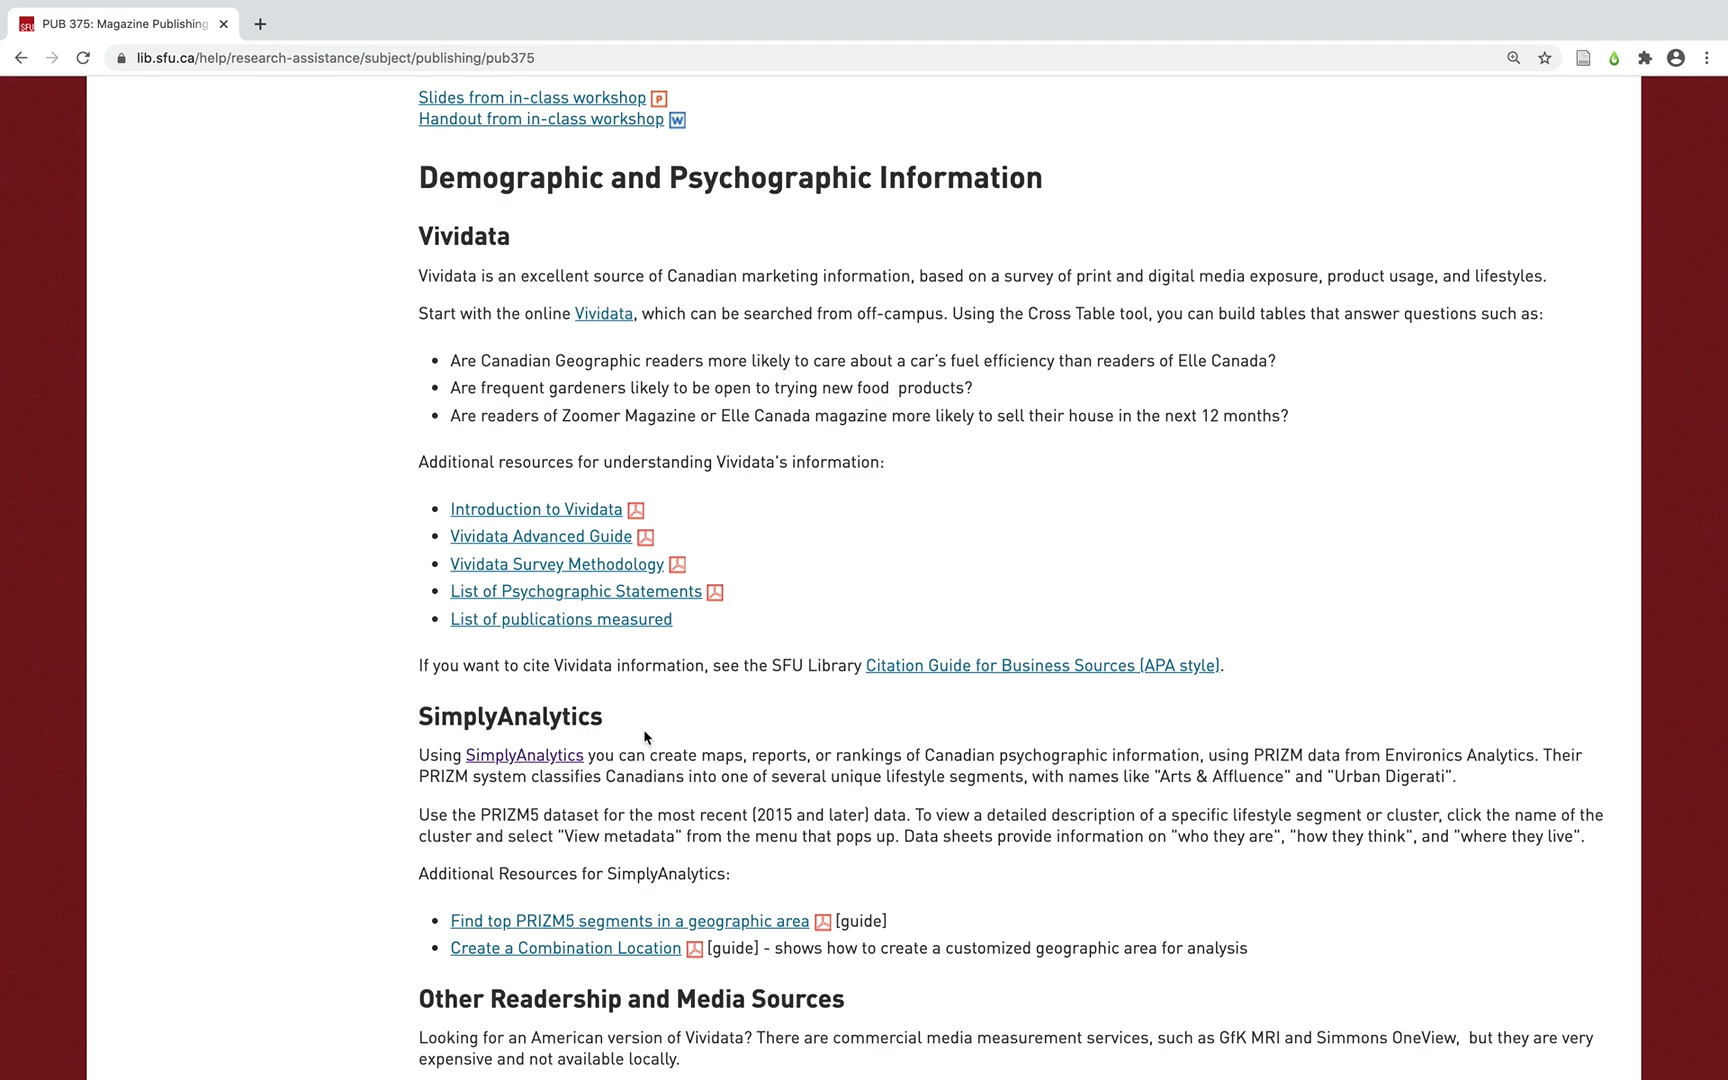 SFU PUB 375: Magazine Publishing
lib.sfu.ca/help/research-assistance/subject/publishing/pub375
Slides from in-class workshop
Handout from in-class workshop
Demographic and Psychographic Information
Vividata
Vividata is an excellent source of Canadian marketing information, based on a survey of print and digital media exposure, product usage, and lifestyles.
Start with the online Vividata, which can be searched from off-campus. Using the Cross Table tool, you can build tables that answer questions such as:
• Are Canadian Geographic readers more likely to care about a car's fuel efficiency than readers of Elle Canada?
• Are frequent gardeners likely to be open to trying new food  products?
• Are readers of Zoomer Magazine or Elle Canada magazine more likely to sell their house in the next 12 months?
Additional resources for understanding Vividata's information:
• Introduction to Vividata
• Vividata Advanced Guide
• Vividata Survey Methodology
• List of Psychographic Statements
• List of publications measured
If you want to cite Vividata information, see the SFU Library Citation Guide for Business Sources (APA style).
SimplyAnalytics
Using SimplyAnalytics you can create maps, reports, or rankings of Canadian psychographic information, using PRIZM data from Environics Analytics. Their
PRIZM system classifies Canadians into one of several unique lifestyle segments, with names like "Arts & Affluence" and "Urban Digerati".
Use the PRIZM5 dataset for the most recent (2015 and later) data. To view a detailed description of a specific lifestyle segment or cluster, click the name of the
cluster and select "View metadata" from the menu that pops up. Data sheets provide information on "who they are", "how they think", and "where they live".
Additional Resources for SimplyAnalytics:
• Find top PRIZM5 segments in a geographic area [guide]
• Create a Combination Location [guide] - shows how to create a customized geographic area for analysis
Other Readership and Media Sources
Looking for an American version of Vividata? There are commercial media measurement services, such as GfK MRI and Simmons OneView,  but they are very
expensive and not available locally.